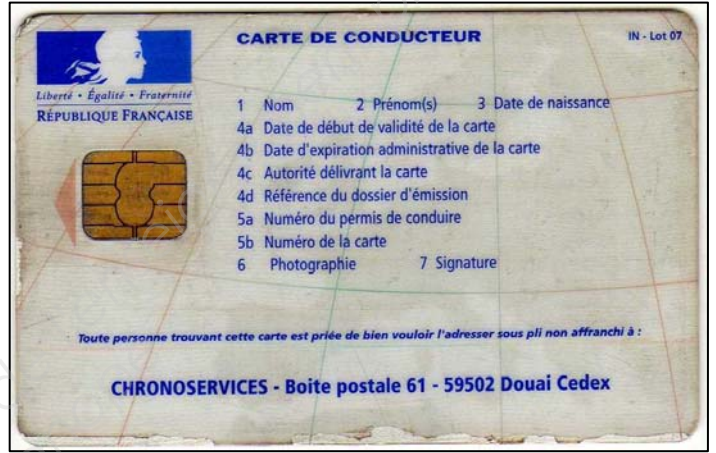 CARTE DE CONDUCTEUR
IN - Lot 07
Liberté • Égalité • Fraternité
RÉPUBLIQUE FRANÇAISE
1 Nom 2 Prénom(s) 3 Date de naissance
4a Date de début de validité de la carte
4b Date d'expiration administrative de la carte
4c Autorité délivrant la carte
4d Référence du dossier d'émission
5a Numéro du permis de conduire
5b Numéro de la carte
6 Photographie 7 Signature
Toute personne trouvant cette carte est priée de bien vouloir l'adresser sous pli non affranchi à :
CHRONOSERVICES - Boite postale 61 - 59502 Douai Cedex